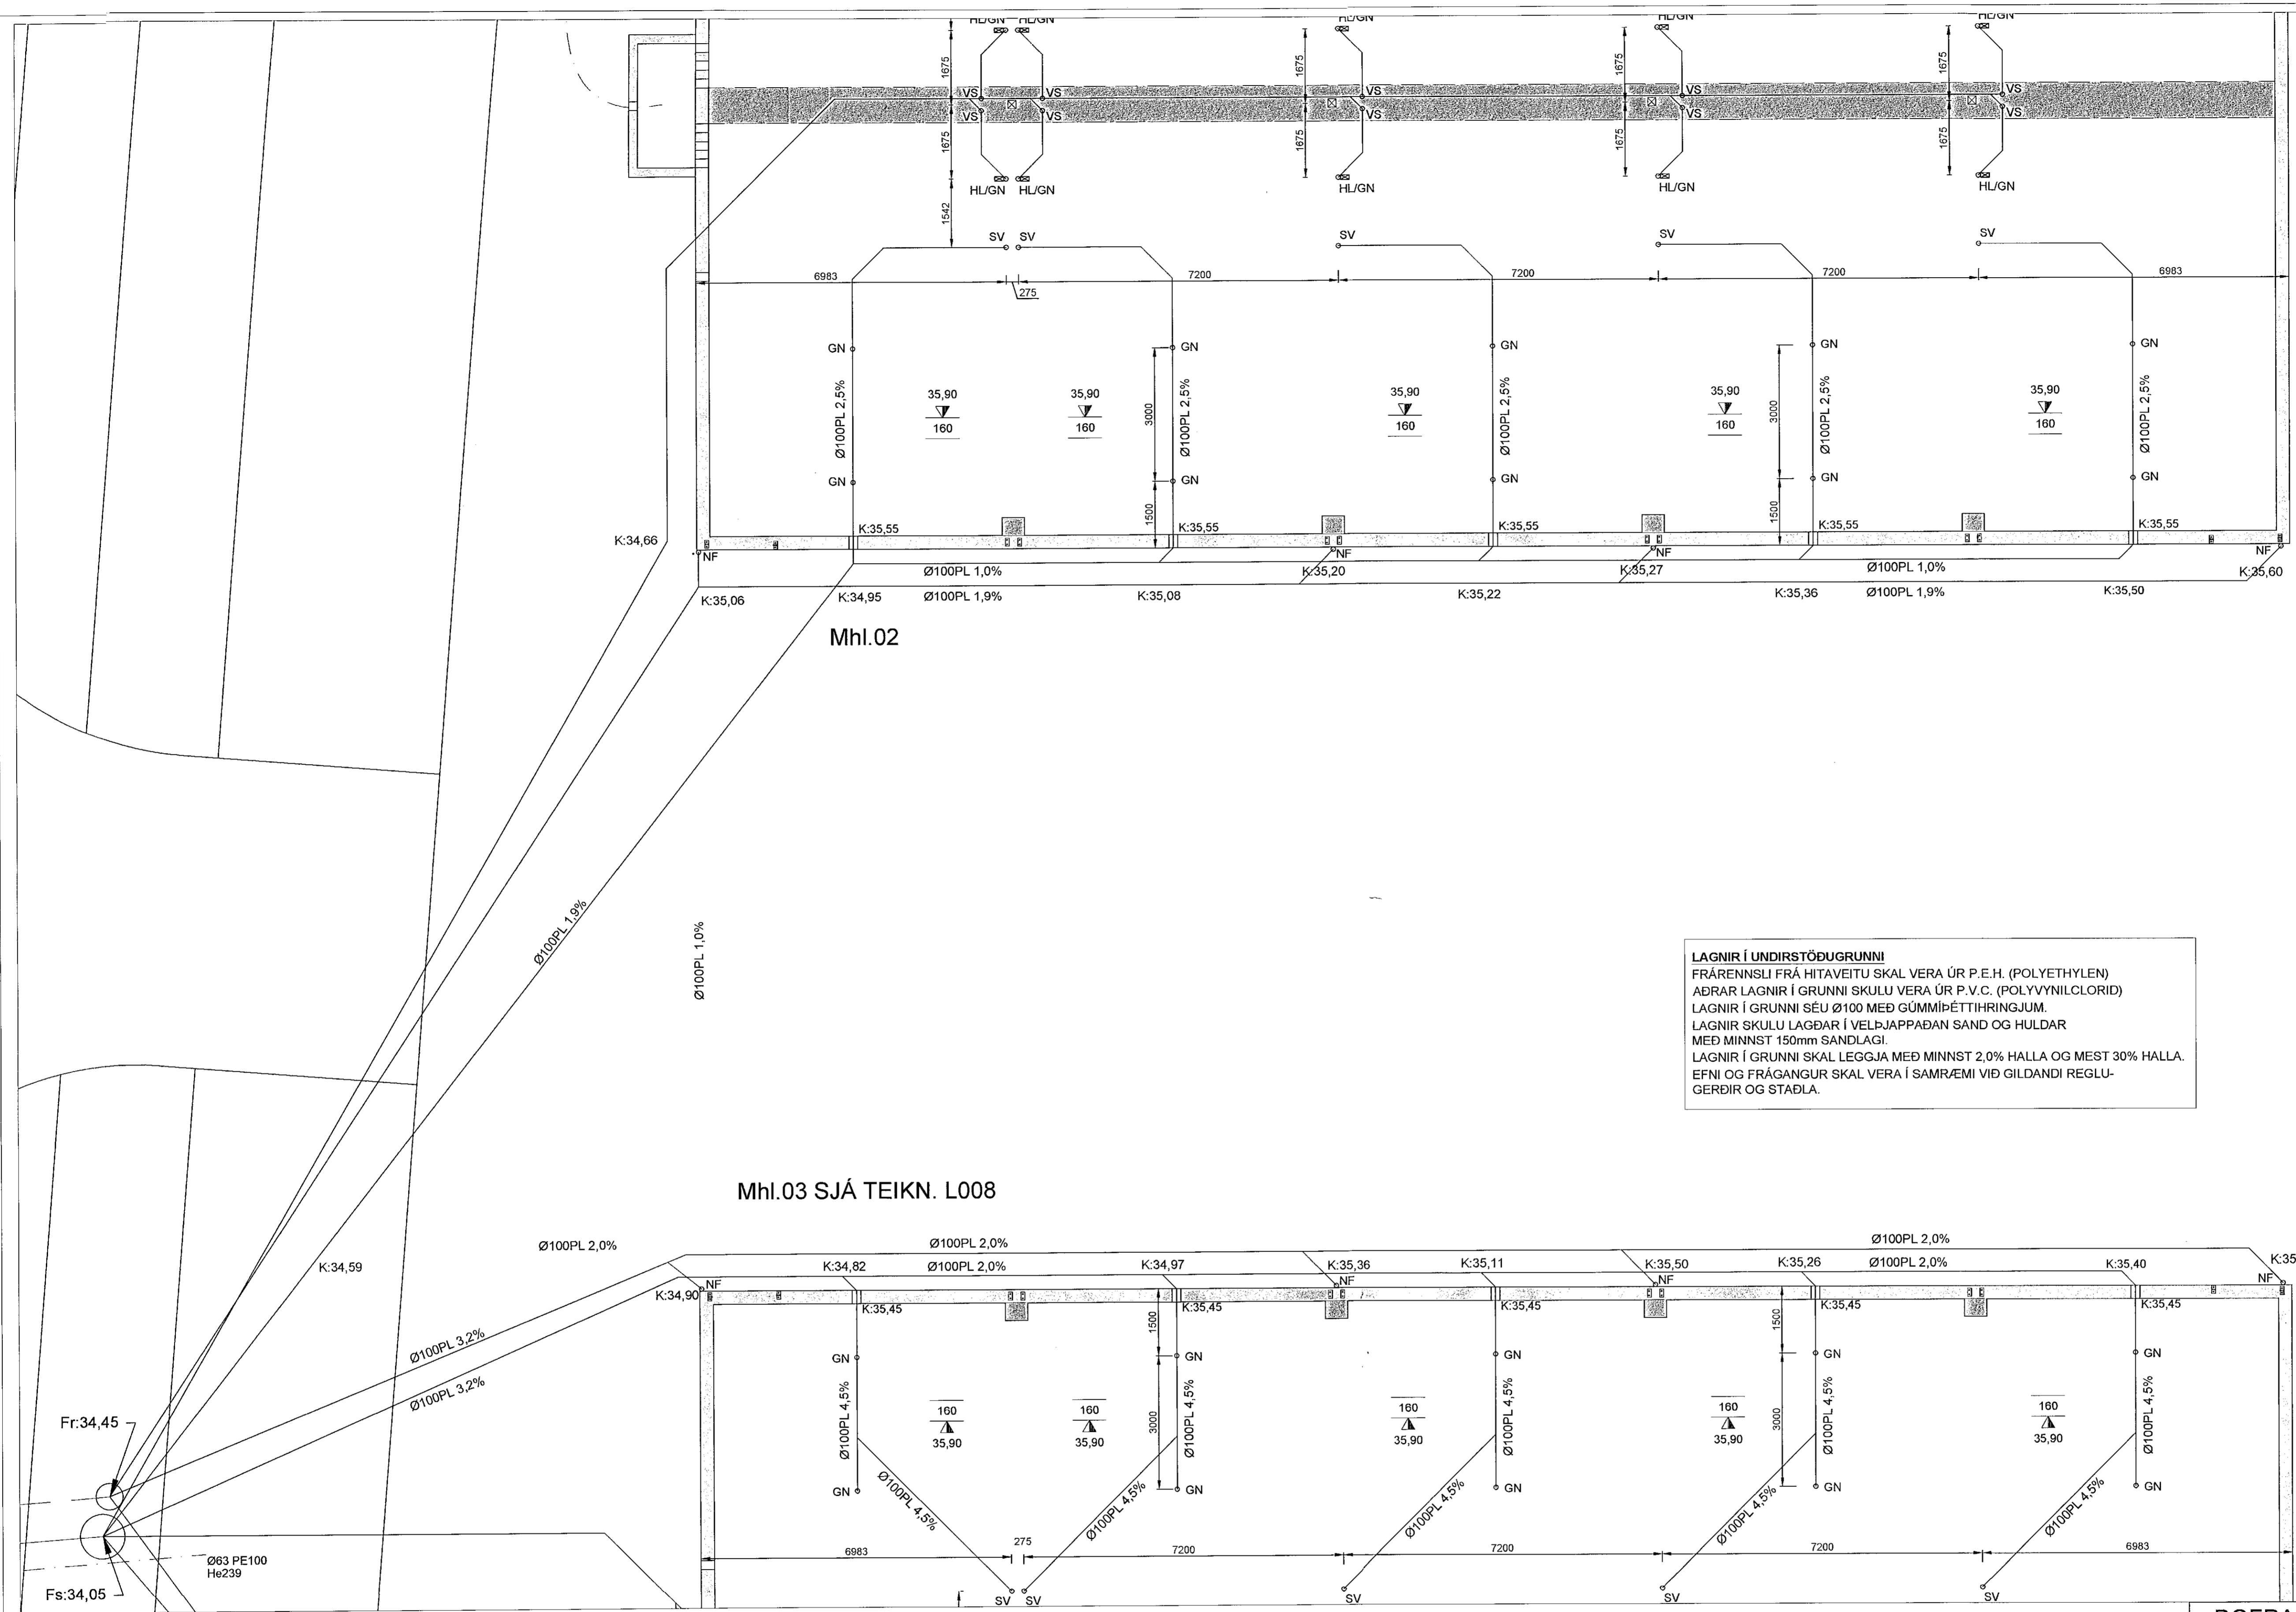 HL/GN HL/GN HL/GN HL/GN HL/GN
1675 1675 1675 1675
VS VS VS VS VS
VS VS VS VS VS
1675 1675 1675 1675
HL/GN HL/GN HL/GN HL/GN HL/GN
1542
SV SV SV SV SV
6983 7200 7200 7200 6983
275
GN GN GN GN GN
Ø100PL 2,5% Ø100PL 2,5% Ø100PL 2,5% Ø100PL 2,5% Ø100PL 2,5%
35,90 35,90 35,90 35,90 35,90
160 160 160 160 160
3000 3000
GN GN GN GN GN
1500 1500
K:35,55 K:35,55 K:35,55 K:35,55 K:35,55
K:34,66
NF NF NF NF
Ø100PL 1,0% K:35,20 K:35,27 Ø100PL 1,0% K:35,60
K:35,06 K:34,95 Ø100PL 1,9% K:35,08 K:35,22 K:35,36 Ø100PL 1,9% K:35,50
Mhl.02
Ø100PL 1,9%
Ø100PL 1,0%
LAGNIR Í UNDIRSTÖÐUGRUNNI
FRÁRENNSLI FRÁ HITAVEITU SKAL VERA ÚR P.E.H. (POLYETHYLEN)
AÐRAR LAGNIR Í GRUNNI SKULU VERA ÚR P.V.C. (POLYVYNILCLORID)
LAGNIR Í GRUNNI SÉU Ø100 MEÐ GÚMMÍÞÉTTIHRINGJUM.
LAGNIR SKULU LAGÐAR Í VELÞJAPPAÐAN SAND OG HULDAR
MEÐ MINNST 150mm SANDLAGI.
LAGNIR Í GRUNNI SKAL LEGGJA MEÐ MINNST 2,0% HALLA OG MEST 30% HALLA.
EFNI OG FRÁGANGUR SKAL VERA Í SAMRÆMI VIÐ GILDANDI REGLU-
GERÐIR OG STAÐLA.
Mhl.03 SJÁ TEIKN. L008
Ø100PL 2,0% Ø100PL 2,0% Ø100PL 2,0%
K:34,59 K:34,82 Ø100PL 2,0% K:34,97 K:35,36 K:35,11 K:35,50 K:35,26 Ø100PL 2,0% K:35,40 K:35
NF NF NF NF
K:34,90
K:35,45 K:35,45 K:35,45 K:35,45 K:35,45
1500 1500
Ø100PL 3,2%
Ø100PL 3,2%
GN GN GN GN GN
Ø100PL 4,5% Ø100PL 4,5% Ø100PL 4,5% Ø100PL 4,5% Ø100PL 4,5%
160 160 160 160 160
35,90 35,90 35,90 35,90 35,90
3000 3000
Fr:34,45
GN GN GN GN GN
Ø100PL 4,5% Ø100PL 4,5% Ø100PL 4,5% Ø100PL 4,5% Ø100PL 4,5%
6983 275 7200 7200 7200 6983
Ø63 PE100
He239
Fs:34,05
SV SV SV SV SV